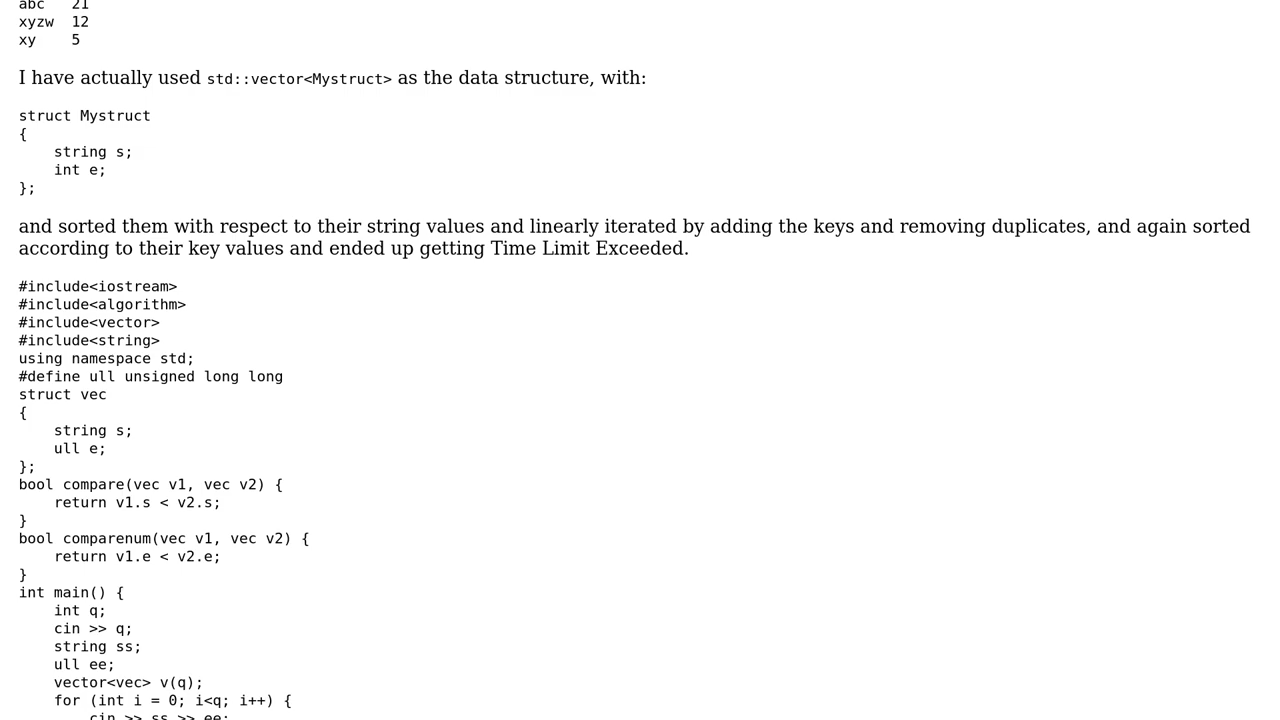 abc   21
xyzw  12
xy    5
I have actually used std::vector<Mystruct> as the data structure, with:
struct Mystruct
{
    string s;
    int e;
};
and sorted them with respect to their string values and linearly iterated by adding the keys and removing duplicates, and again sorted
according to their key values and ended up getting Time Limit Exceeded.
#include<iostream>
#include<algorithm>
#include<vector>
#include<string>
using namespace std;
#define ull unsigned long long
struct vec
{
    string s;
    ull e;
};
bool compare(vec v1, vec v2) {
    return v1.s < v2.s;
}
bool comparenum(vec v1, vec v2) {
    return v1.e < v2.e;
}
int main() {
    int q;
    cin >> q;
    string ss;
    ull ee;
    vector<vec> v(q);
    for (int i = 0; i<q; i++) {
        cin >> ss >> ee;